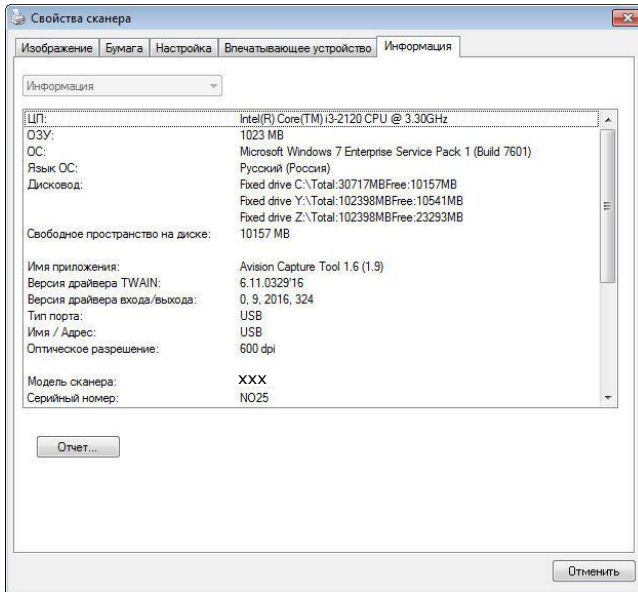 Свойства сканера
Изображение Бумага Настройка Впечатывающее устройство Информация
Информация
ЦП: Intel(R) Core(TM) i3-2120 CPU @ 3.30GHz
ОЗУ: 1023 MB
ОС: Microsoft Windows 7 Enterprise Service Pack 1 (Build 7601)
Язык ОС: Русский (Россия)
Дисковод: Fixed drive C:\Total:30717MBFree:10157MB
Fixed drive Y:\Total:102398MBFree:10541MB
Fixed drive Z:\Total:102398MBFree:23293MB
Свободное пространство на диске: 10157 MB
Имя приложения: Avision Capture Tool 1.6 (1.9)
Версия драйвера TWAIN: 6.11.0329'16
Версия драйвера входа/выхода: 0, 9, 2016, 324
Тип порта: USB
Имя / Адрес: USB
Оптическое разрешение: 600 dpi
Модель сканера: XXX
Серийный номер: NO25
Отчет...
Отменить